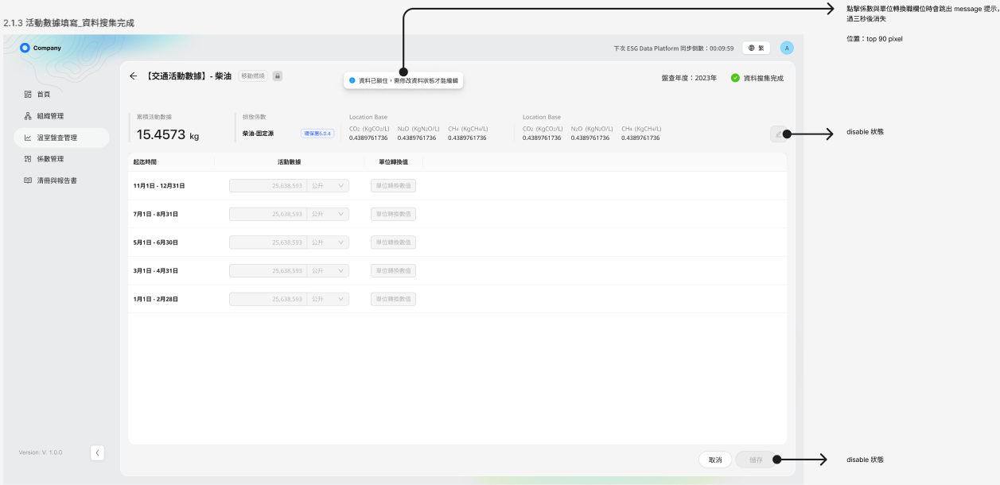 點擊係數與單位轉換職欄位時會跳出 message 提示，
過三秒後消失
位置：top 90 pixel
2.1.3 活動數據填寫_資料搜集完成
Company
下次 ESG Data Platform 同步倒數：00:09:59
繁
A
【交通活動數據】- 柴油
移動燃燒
資料已鎖住，需修改資料狀態才能編輯
盤查年度：2023年
資料搜集完成
首頁
組織管理
溫室盤查管理
係數管理
清冊與報告書
累積活動數據
15.4573 kg
排放係數
柴油-固定源
環保署6.0.4
Location Base
CO₂ (KgCO₂/L) N₂O (KgN₂O/L) CH₄ (KgCH₄/L)
0.4389761736 0.4389761736 0.4389761736
Location Base
CO₂ (KgCO₂/L) N₂O (KgN₂O/L) CH₄ (KgCH₄/L)
0.4389761736 0.4389761736 0.4389761736
disable 狀態
起迄時間 活動數據 單位轉換值
11月1日 - 12月31日 25,638,593 公升 單位轉換數值
7月1日 - 8月31日 25,638,593 公升 單位轉換數值
5月1日 - 6月30日 25,638,593 公升 單位轉換數值
3月1日 - 4月31日 25,638,593 公升 單位轉換數值
1月1日 - 2月28日 25,638,593 公升 單位轉換數值
Version: V. 1.0.0
取消
儲存
disable 狀態